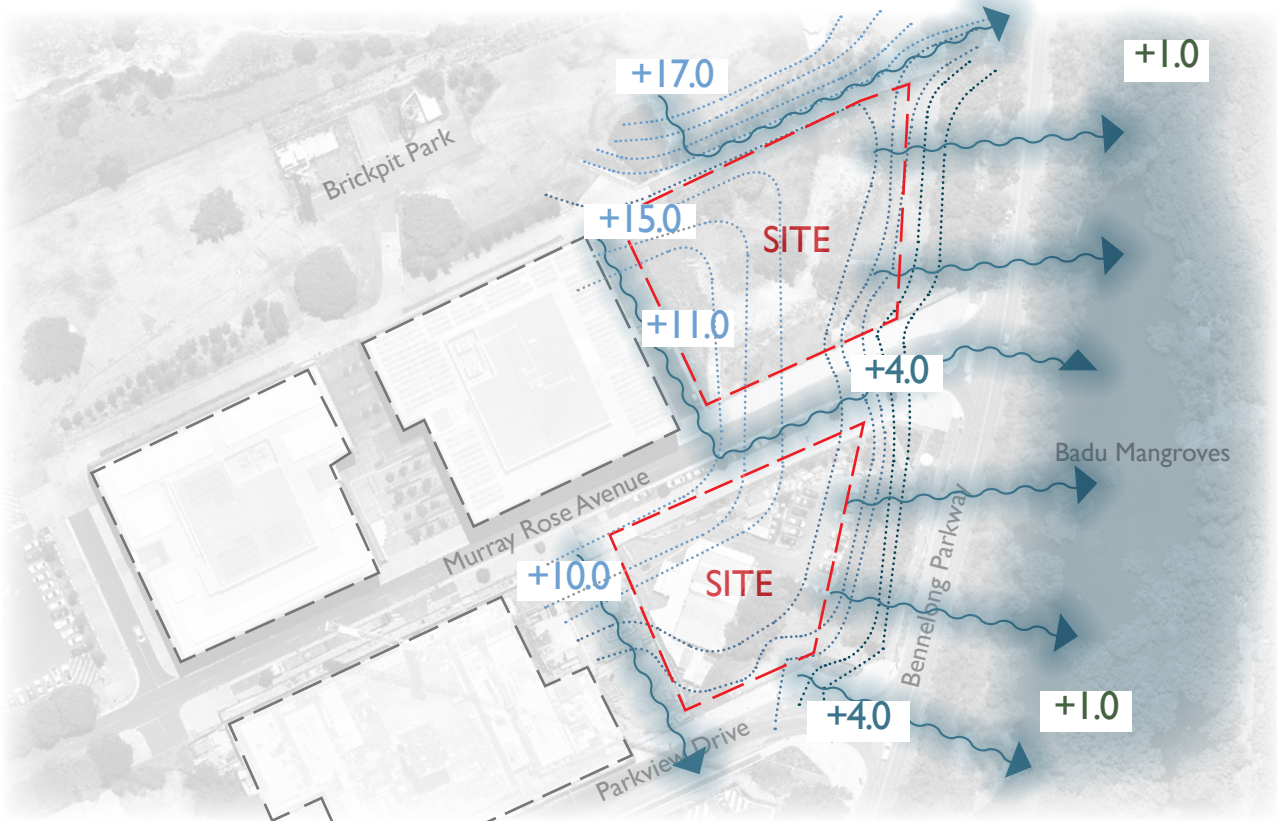 +1.0
+17.0
Brickpit Park
+15.0
SITE
+11.0
+4.0
Badu Mangroves
Murray Rose Avenue
+10.0
SITE
Bennelong Parkway
+1.0
+4.0
Parkview Drive